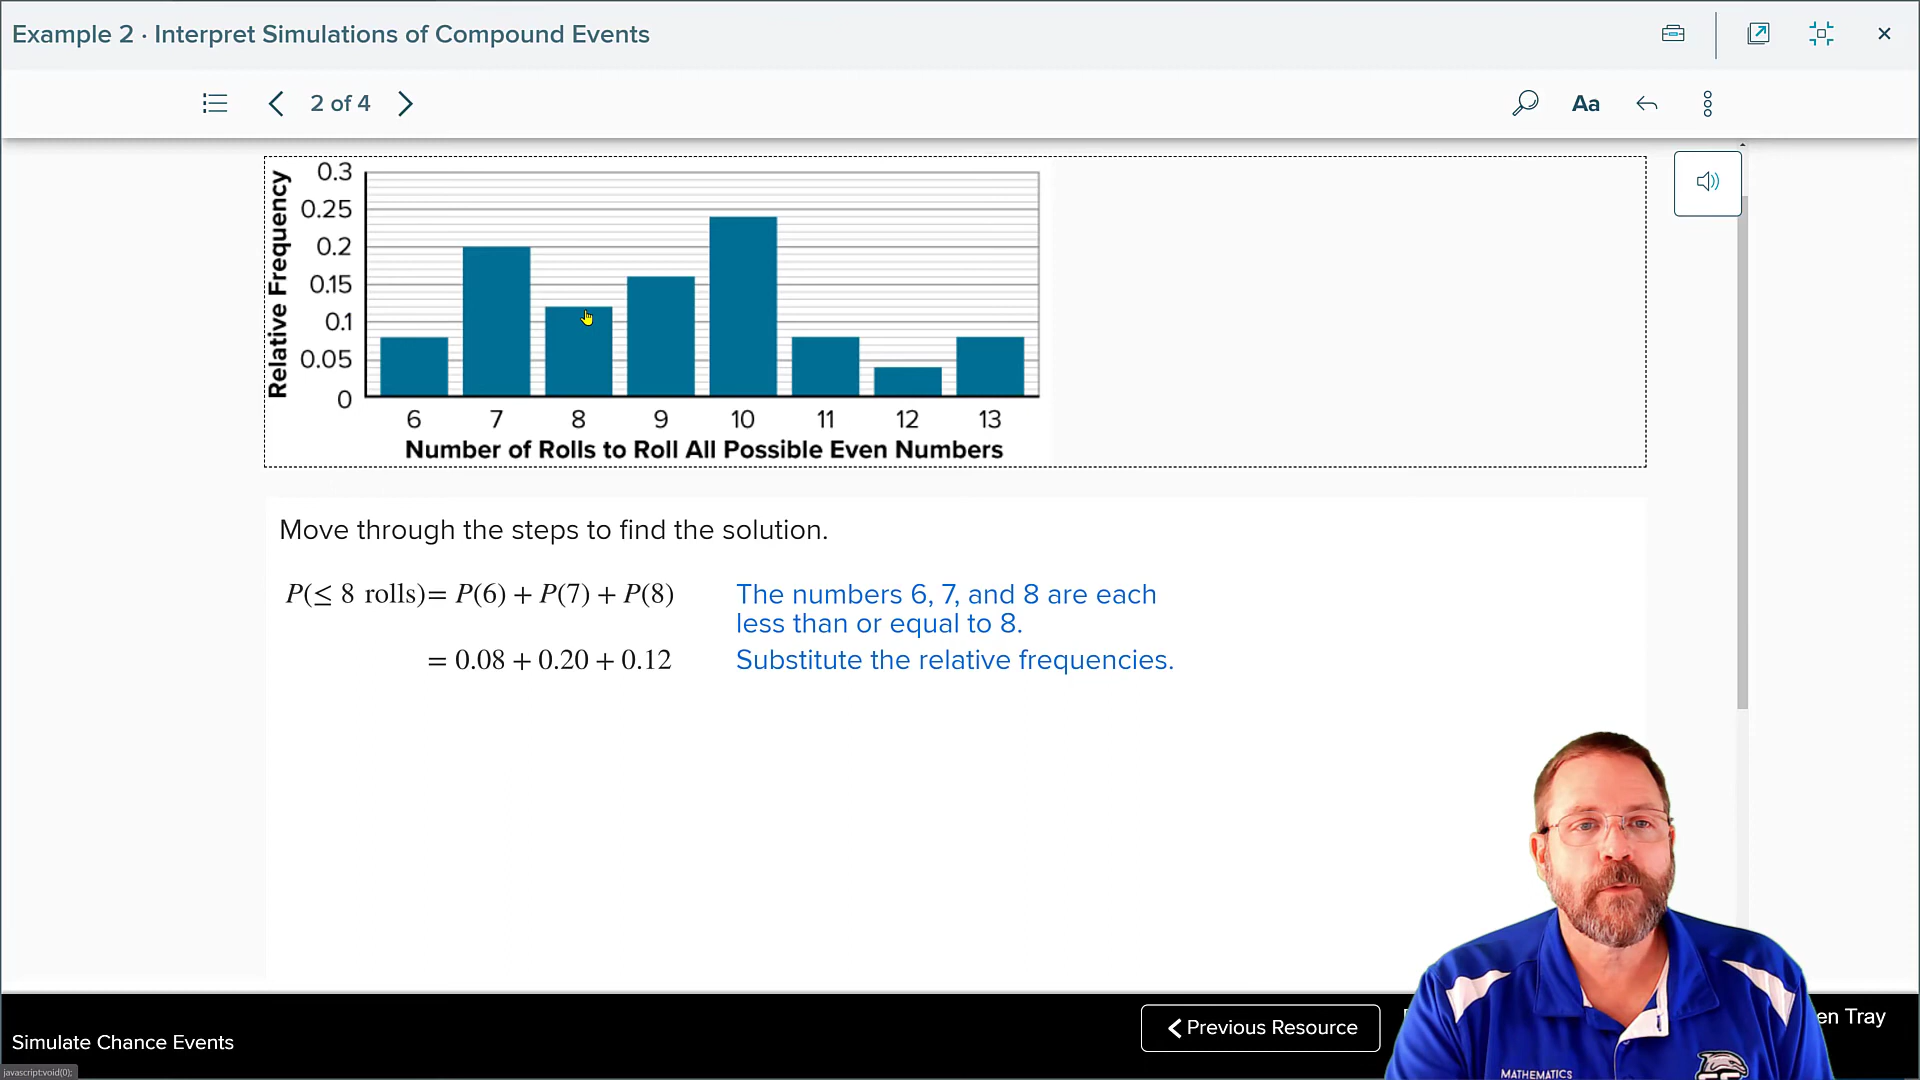 Example 2 · Interpret Simulations of Compound Events
2 of 4
Aa
Relative Frequency
0.3
0.25
0.2
0.15
0.1
0.05
0
6 7 8 9 10 11 12 13
Number of Rolls to Roll All Possible Even Numbers
Move through the steps to find the solution.
P(≤ 8 rolls)= P(6) + P(7) + P(8)
The numbers 6, 7, and 8 are each
less than or equal to 8.
= 0.08 + 0.20 + 0.12
Substitute the relative frequencies.
Previous Resource
en Tray
Simulate Chance Events
javascript:void(0);
MATHEMATICS